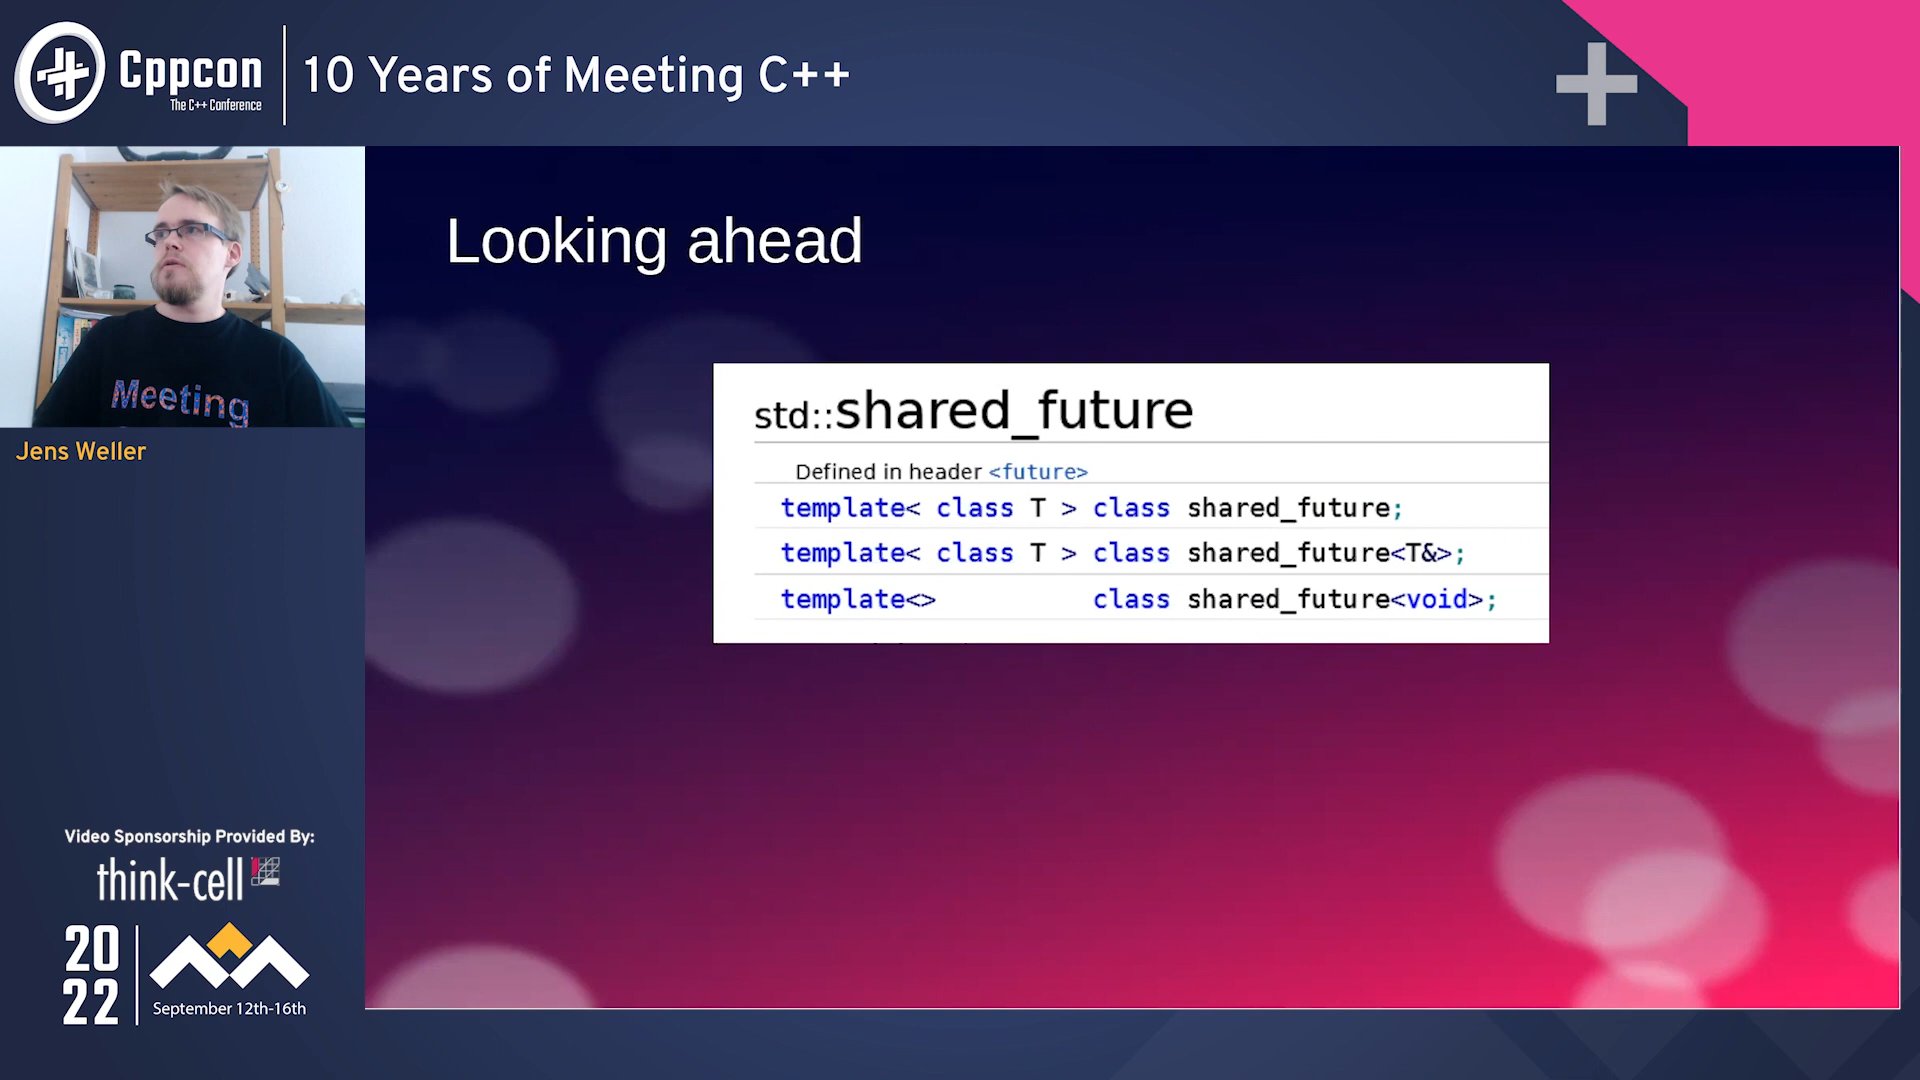 Cppcon
The C++ Conference
10 Years of Meeting C++
Meeting
Jens Weller
Looking ahead
std::shared_future
Defined in header <future>
template< class T > class shared_future;
template< class T > class shared_future<T&>;
template<>          class shared_future<void>;
Video Sponsorship Provided By:
think-cell
20
22
September 12th-16th